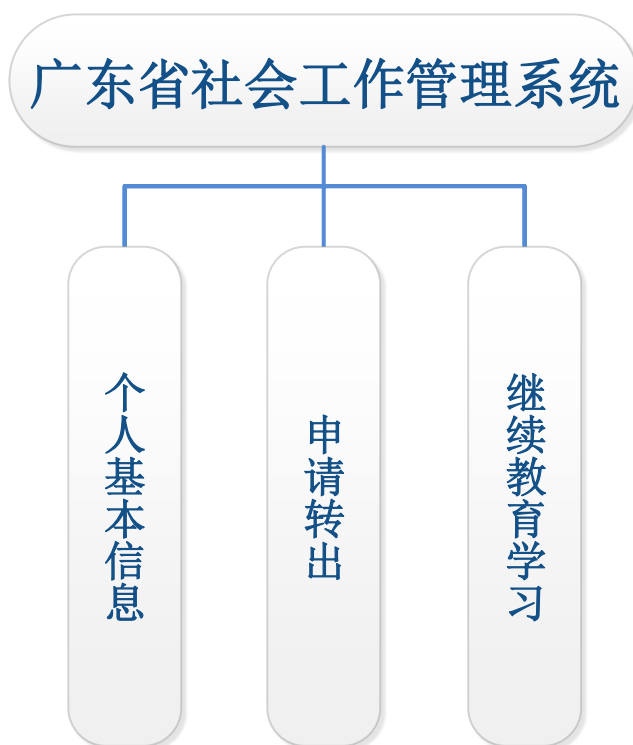 广东省社会工作管理系统
个人基本信息
申请转出
继续教育学习